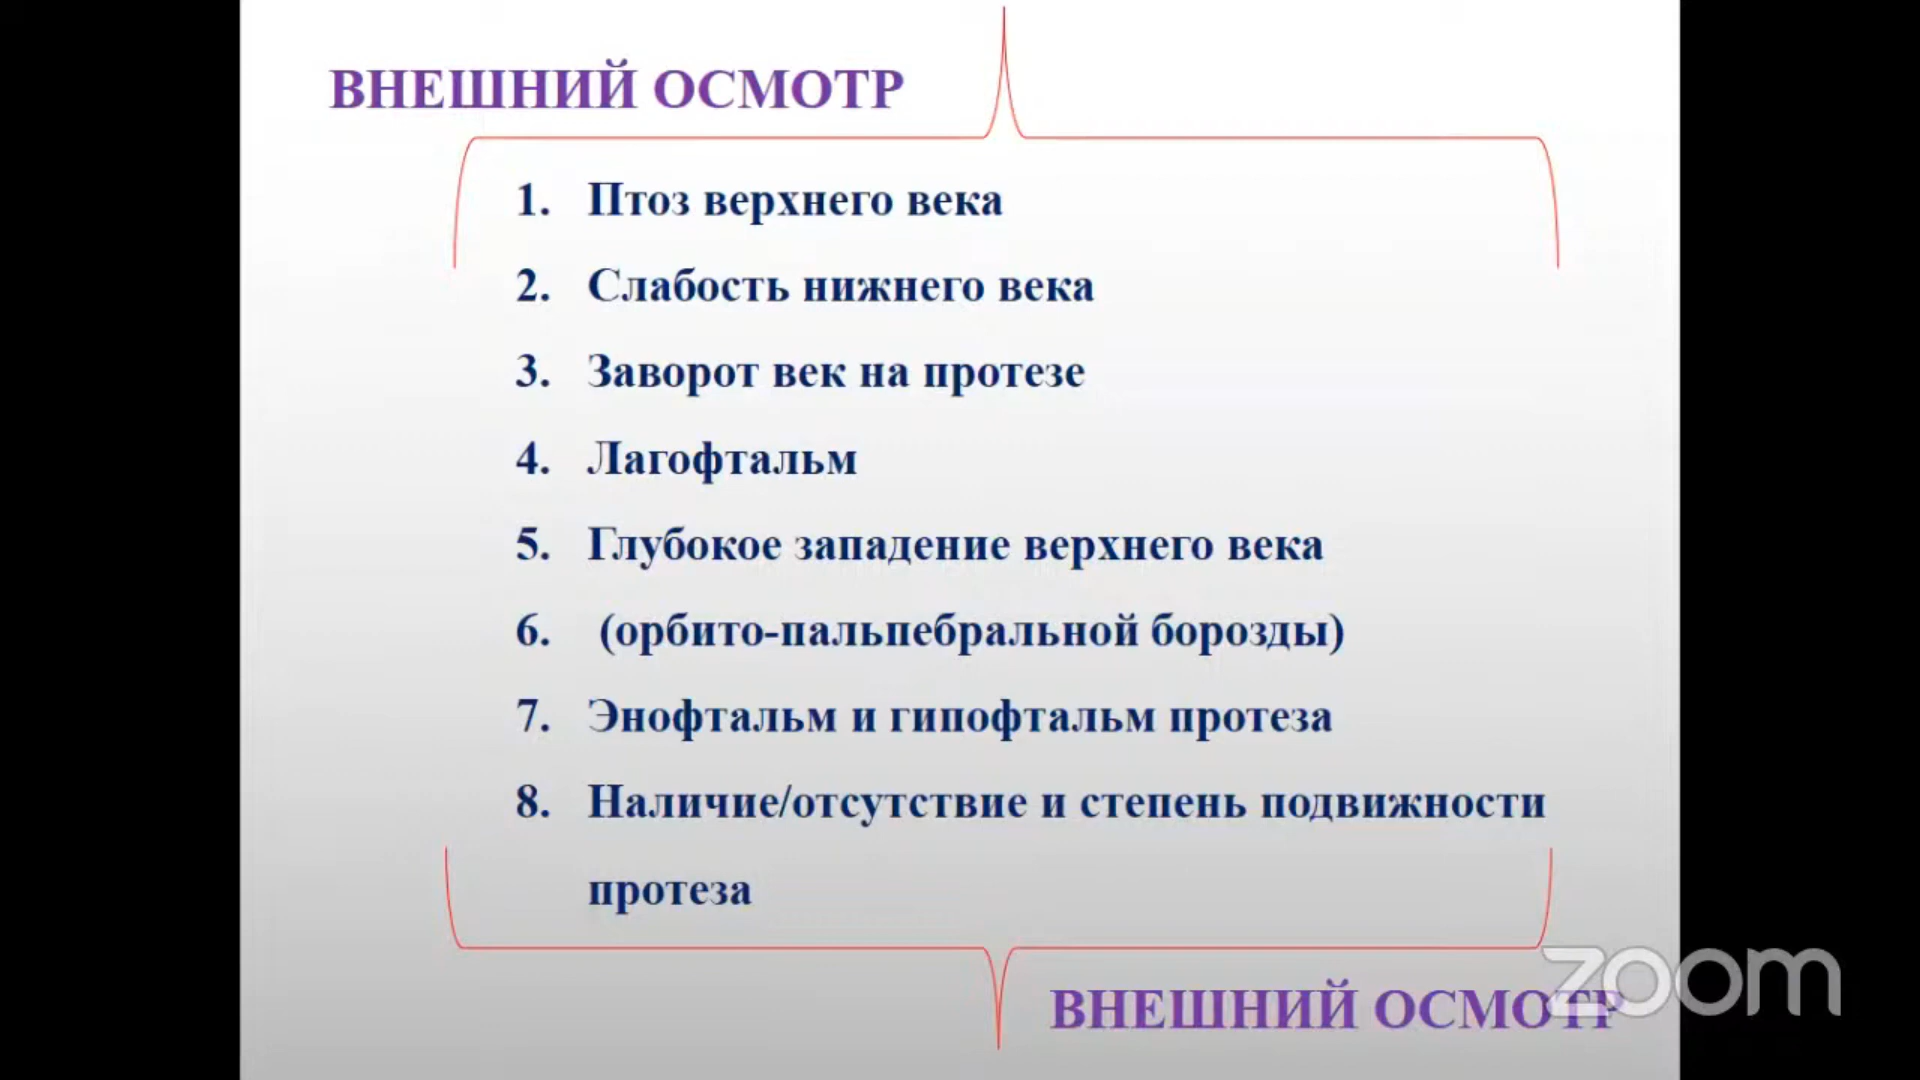 ВНЕШНИЙ ОСМОТР
1. Птоз верхнего века
2. Слабость нижнего века
3. Заворот век на протезе
4. Лагофтальм
5. Глубокое западение верхнего века
6. (орбито-пальпебральной борозды)
7. Энофтальм и гипофтальм протеза
8. Наличие/отсутствие и степень подвижности
протеза
ВНЕШНИЙ ОСМОТР
zoom